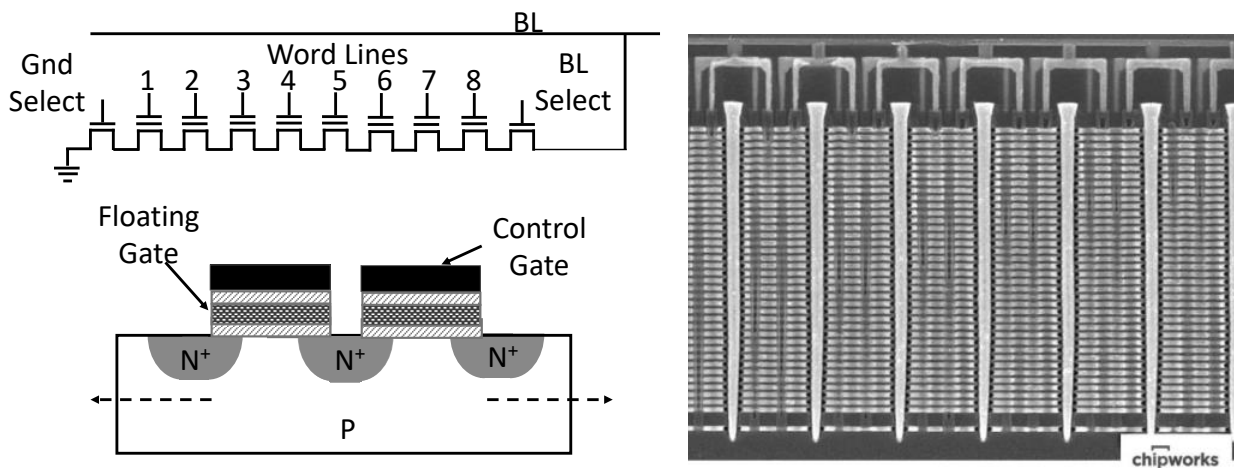 BL
Word Lines
Gnd
Select
1 2 3 4 5 6 7 8
BL
Select
Floating
Gate
Control
Gate
N+ N+ N+
P
chipworks